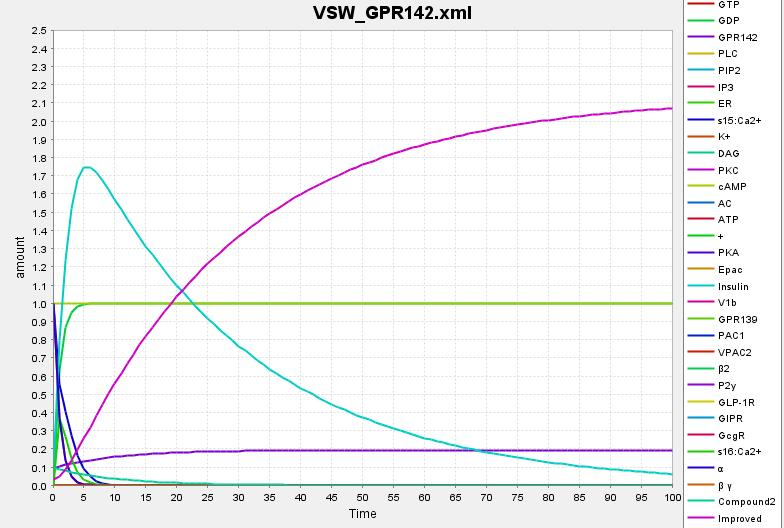 VSW_GPR142.xml
2.5
2.4
2.3
2.2
2.1
2.0
1.9
1.8
1.7
1.6
1.5
1.4
1.3
1.2
1.1
1.0
0.9
0.8
0.7
0.6
0.5
0.4
0.3
0.2
0.1
0.0
amount
0 5 10 15 20 25 30 35 40 45 50 55 60 65 70 75 80 85 90 95 100
Time
GTP
GDP
GPR142
PLC
PIP2
IP3
ER
s15:Ca2+
K+
DAG
PKC
cAMP
AC
ATP
+
PKA
Epac
Insulin
V1b
GPR139
PAC1
VPAC2
β2
P2y
GLP-1R
GIPR
GcgR
s16:Ca2+
α
β γ
Compound2
Improved